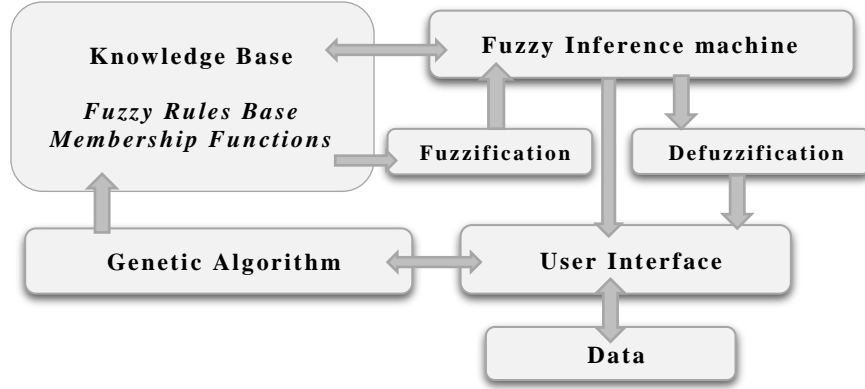 Knowledge Base
Fuzzy Rules Base
Membership Functions
Fuzzy Inference machine
Fuzzification
Defuzzification
Genetic Algorithm
User Interface
Data